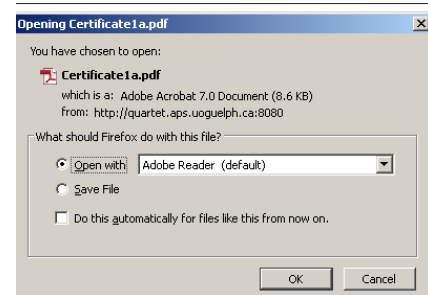 Opening Certificate1a.pdf
You have chosen to open:
Certificate1a.pdf
which is a: Adobe Acrobat 7.0 Document (8.6 KB)
from: http://quartet.aps.uoguelph.ca:8080
What should Firefox do with this file?
Open with Adobe Reader (default)
Save File
Do this automatically for files like this from now on.
OK Cancel